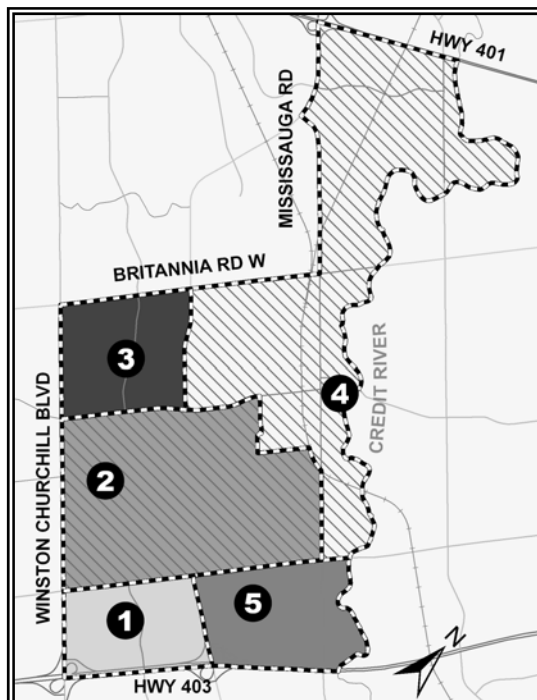 HWY 401
MISSISSAUGA RD
BRITANNIA RD W
3
4
CREDIT RIVER
WINSTON CHURCHILL BLVD
2
5
1
N
HWY 403